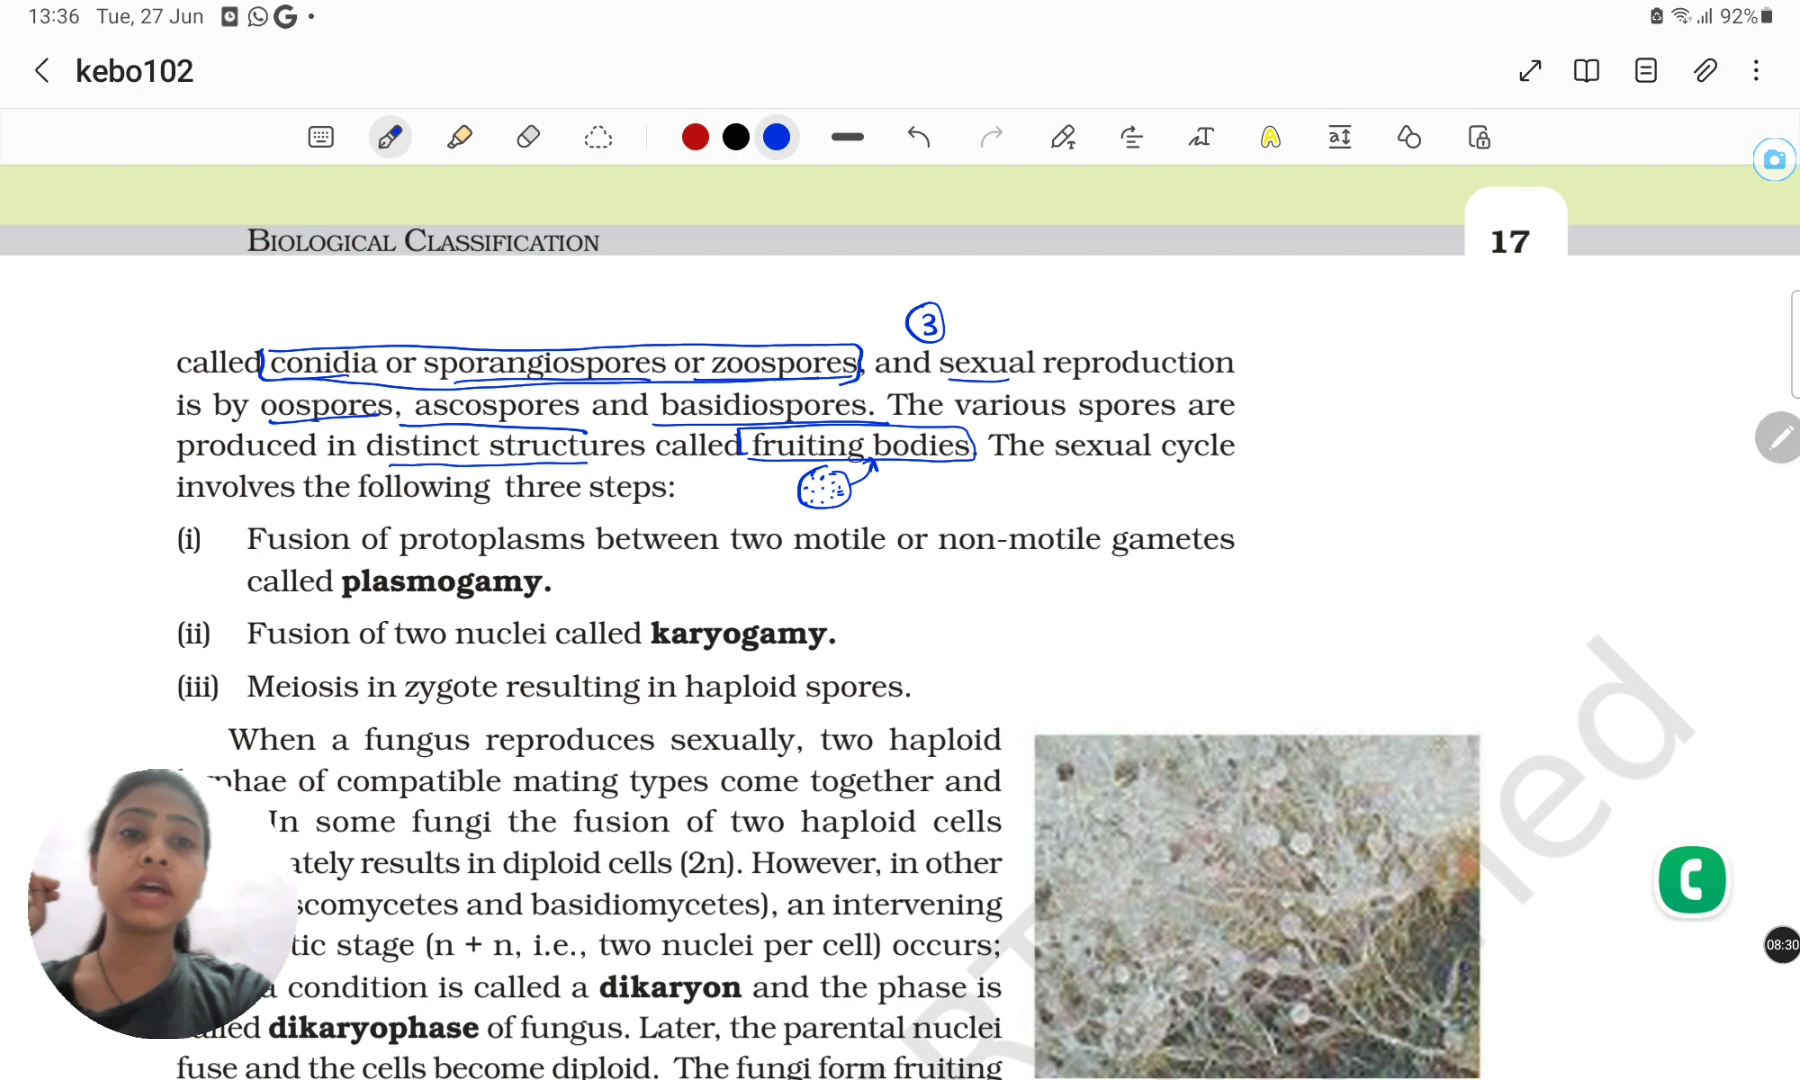 13:36 Tue, 27 Jun
92%
kebo102
BIOLOGICAL CLASSIFICATION
17
3
called conidia or sporangiospores or zoospores, and sexual reproduction
is by oospores, ascospores and basidiospores. The various spores are
produced in distinct structures called fruiting bodies. The sexual cycle
involves the following three steps:
(i) Fusion of protoplasms between two motile or non-motile gametes
called plasmogamy.
(ii) Fusion of two nuclei called karyogamy.
(iii) Meiosis in zygote resulting in haploid spores.
When a fungus reproduces sexually, two haploid
phae of compatible mating types come together and
In some fungi the fusion of two haploid cells
ately results in diploid cells (2n). However, in other
scomycetes and basidiomycetes), an intervening
tic stage (n + n, i.e., two nuclei per cell) occurs;
a condition is called a dikaryon and the phase is
lled dikaryophase of fungus. Later, the parental nuclei
fuse and the cells become diploid. The fungi form fruiting
08:30